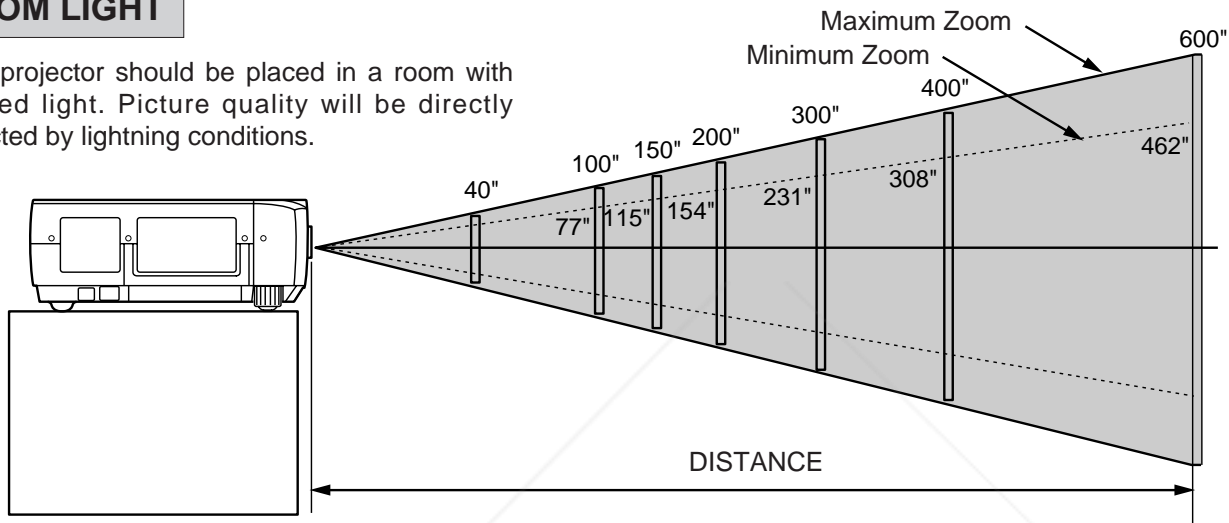 OM LIGHT
projector should be placed in a room with
ed light. Picture quality will be directly
cted by lightning conditions.
Maximum Zoom
Minimum Zoom
600"
400"
300"
200"
150"
100"
40"
462"
308"
231"
154"
115"
77"
DISTANCE